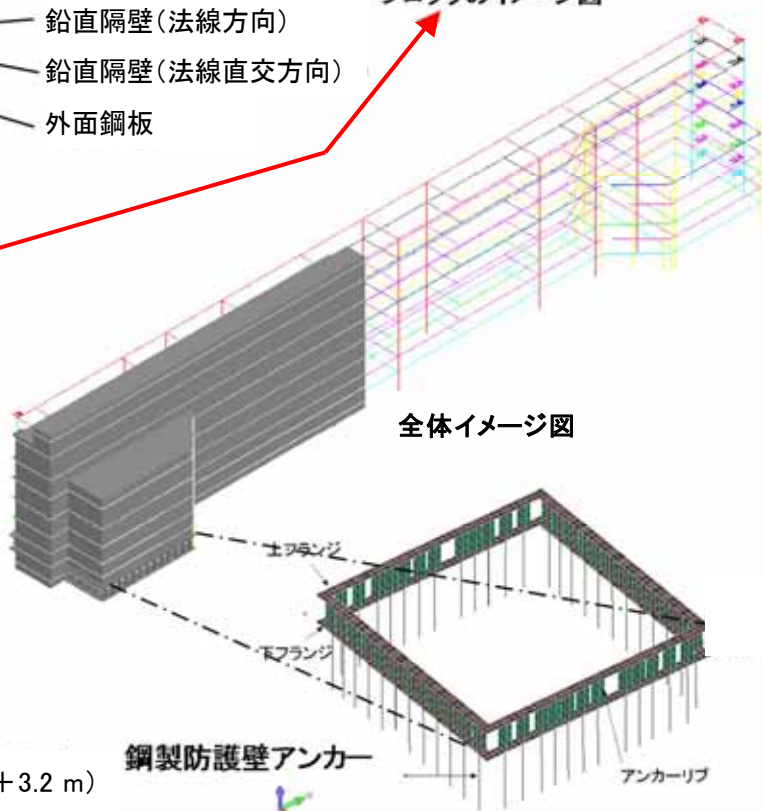 鉛直隔壁(法線方向)
鉛直隔壁(法線直交方向)
外面鋼板
全体イメージ図
上フランジ
下フランジ
鋼製防護壁アンカー
アンカーリブ
+3.2 m)